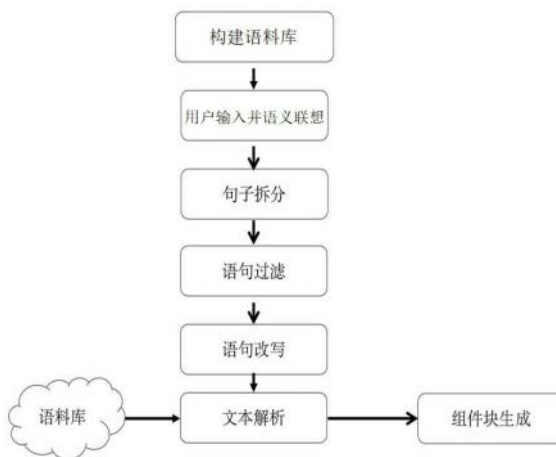 构建语料库
用户输入并语义联想
句子拆分
语句过滤
语句改写
语料库
文本解析
组件块生成